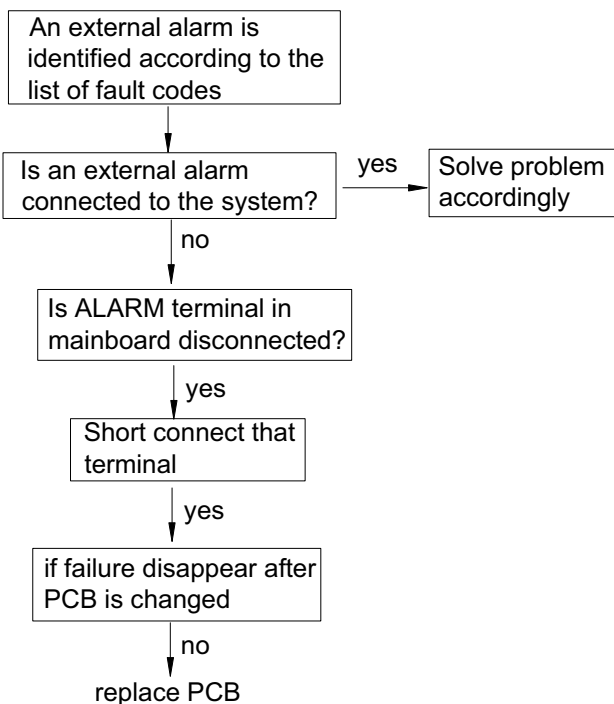 An external alarm is
identified according to the
list of fault codes
Is an external alarm
connected to the system?
yes
Solve problem
accordingly
no
Is ALARM terminal in
mainboard disconnected?
yes
Short connect that
terminal
yes
if failure disappear after
PCB is changed
no
replace PCB